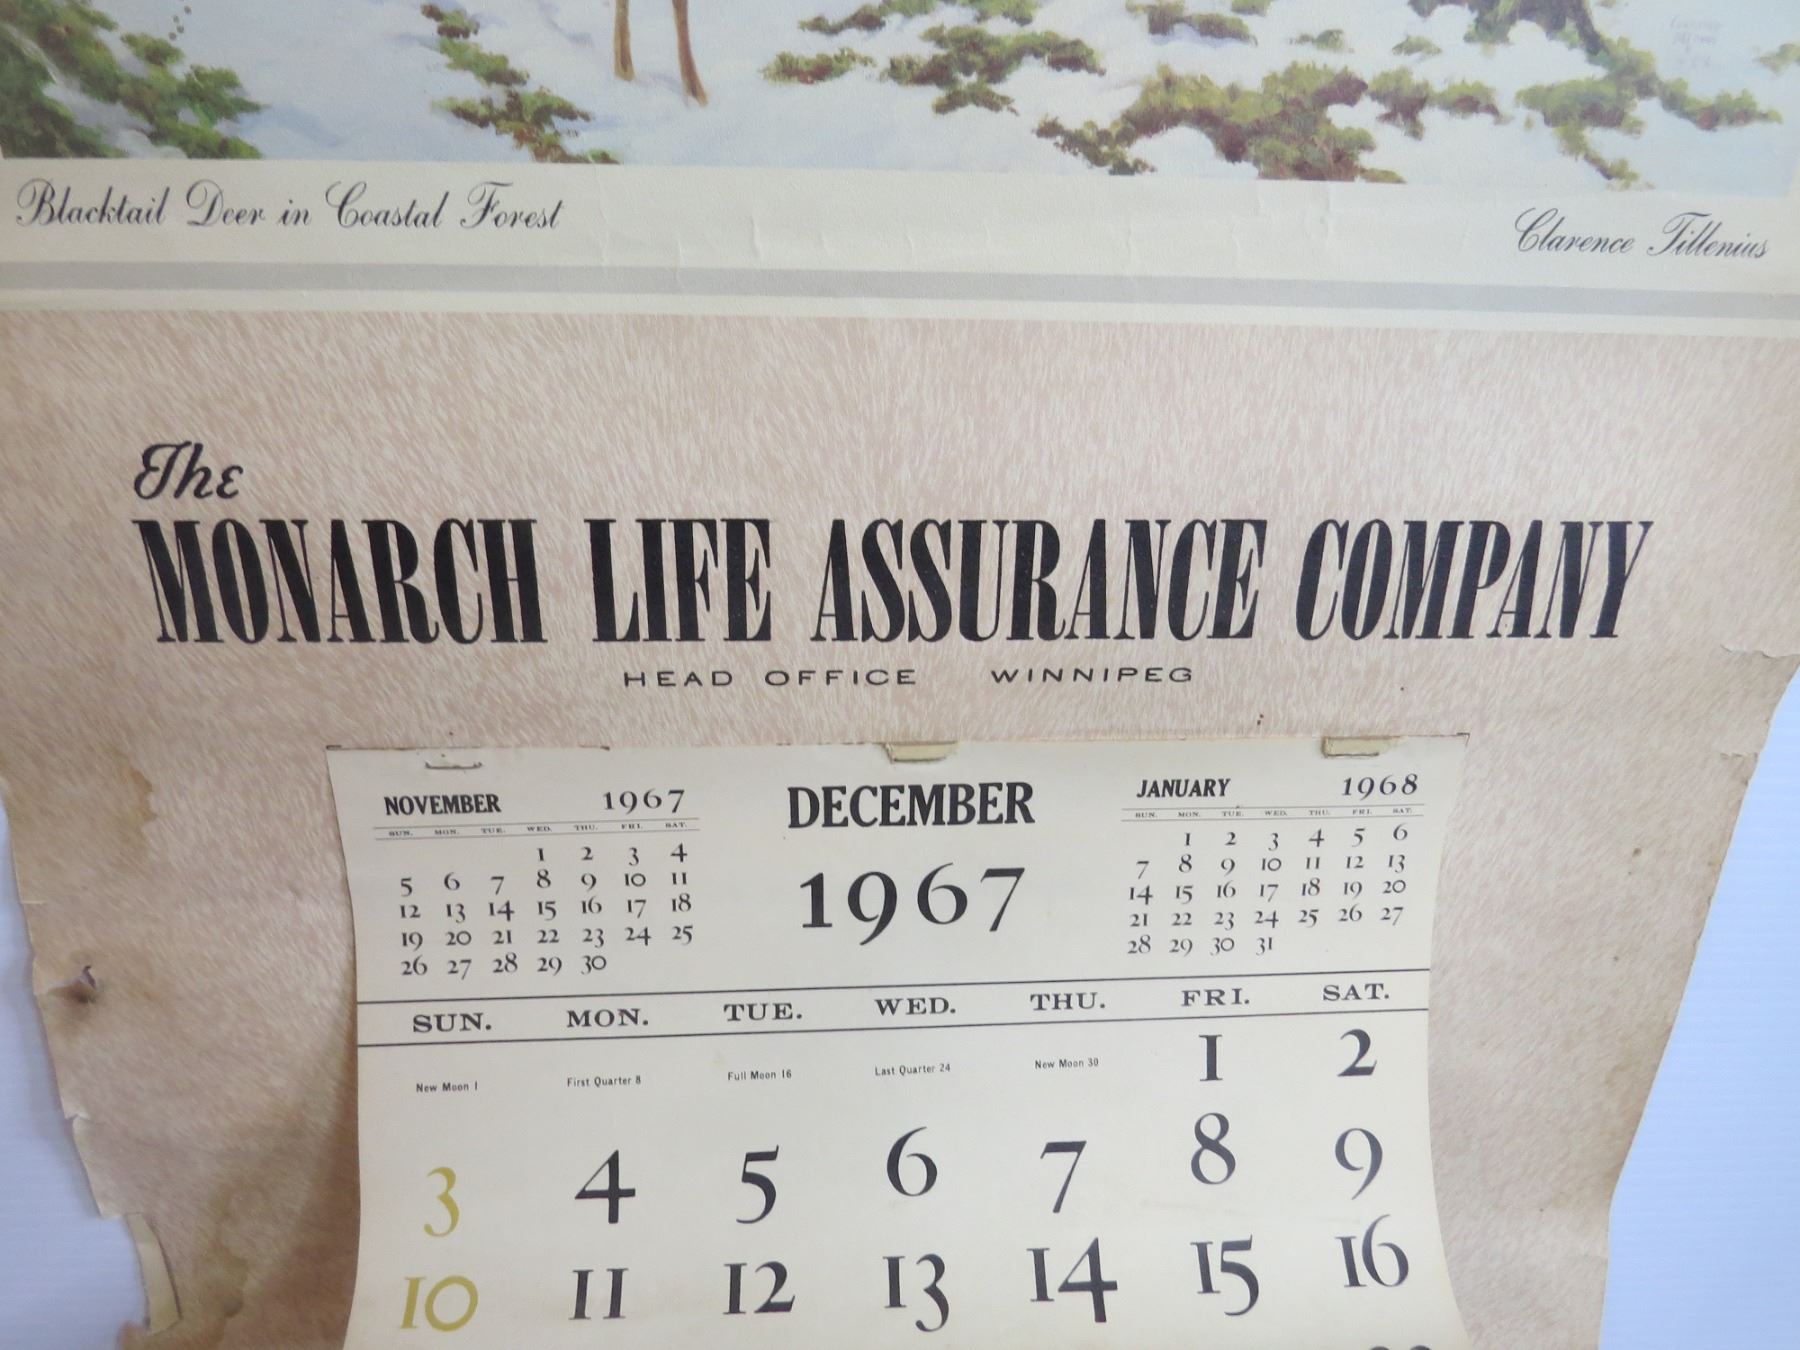 Blacktail Deer in Coastal Forest
Clarence Tillenius
The
MONARCH LIFE ASSURANCE COMPANY
HEAD OFFICE WINNIPEG
NOVEMBER 1967
SUN. MON. TUE. WED. THU. FRI. SAT.
1 2 3 4
5 6 7 8 9 10 11
12 13 14 15 16 17 18
19 20 21 22 23 24 25
26 27 28 29 30
DECEMBER
1967
JANUARY 1968
SUN. MON. TUE. WED. THU. FRI. SAT.
1 2 3 4 5 6
7 8 9 10 11 12 13
14 15 16 17 18 19 20
21 22 23 24 25 26 27
28 29 30 31
SUN. MON. TUE. WED. THU. FRI. SAT.
New Moon 1 First Quarter 8 Full Moon 16 Last Quarter 24 New Moon 30 1 2
3 4 5 6 7 8 9
10 11 12 13 14 15 16